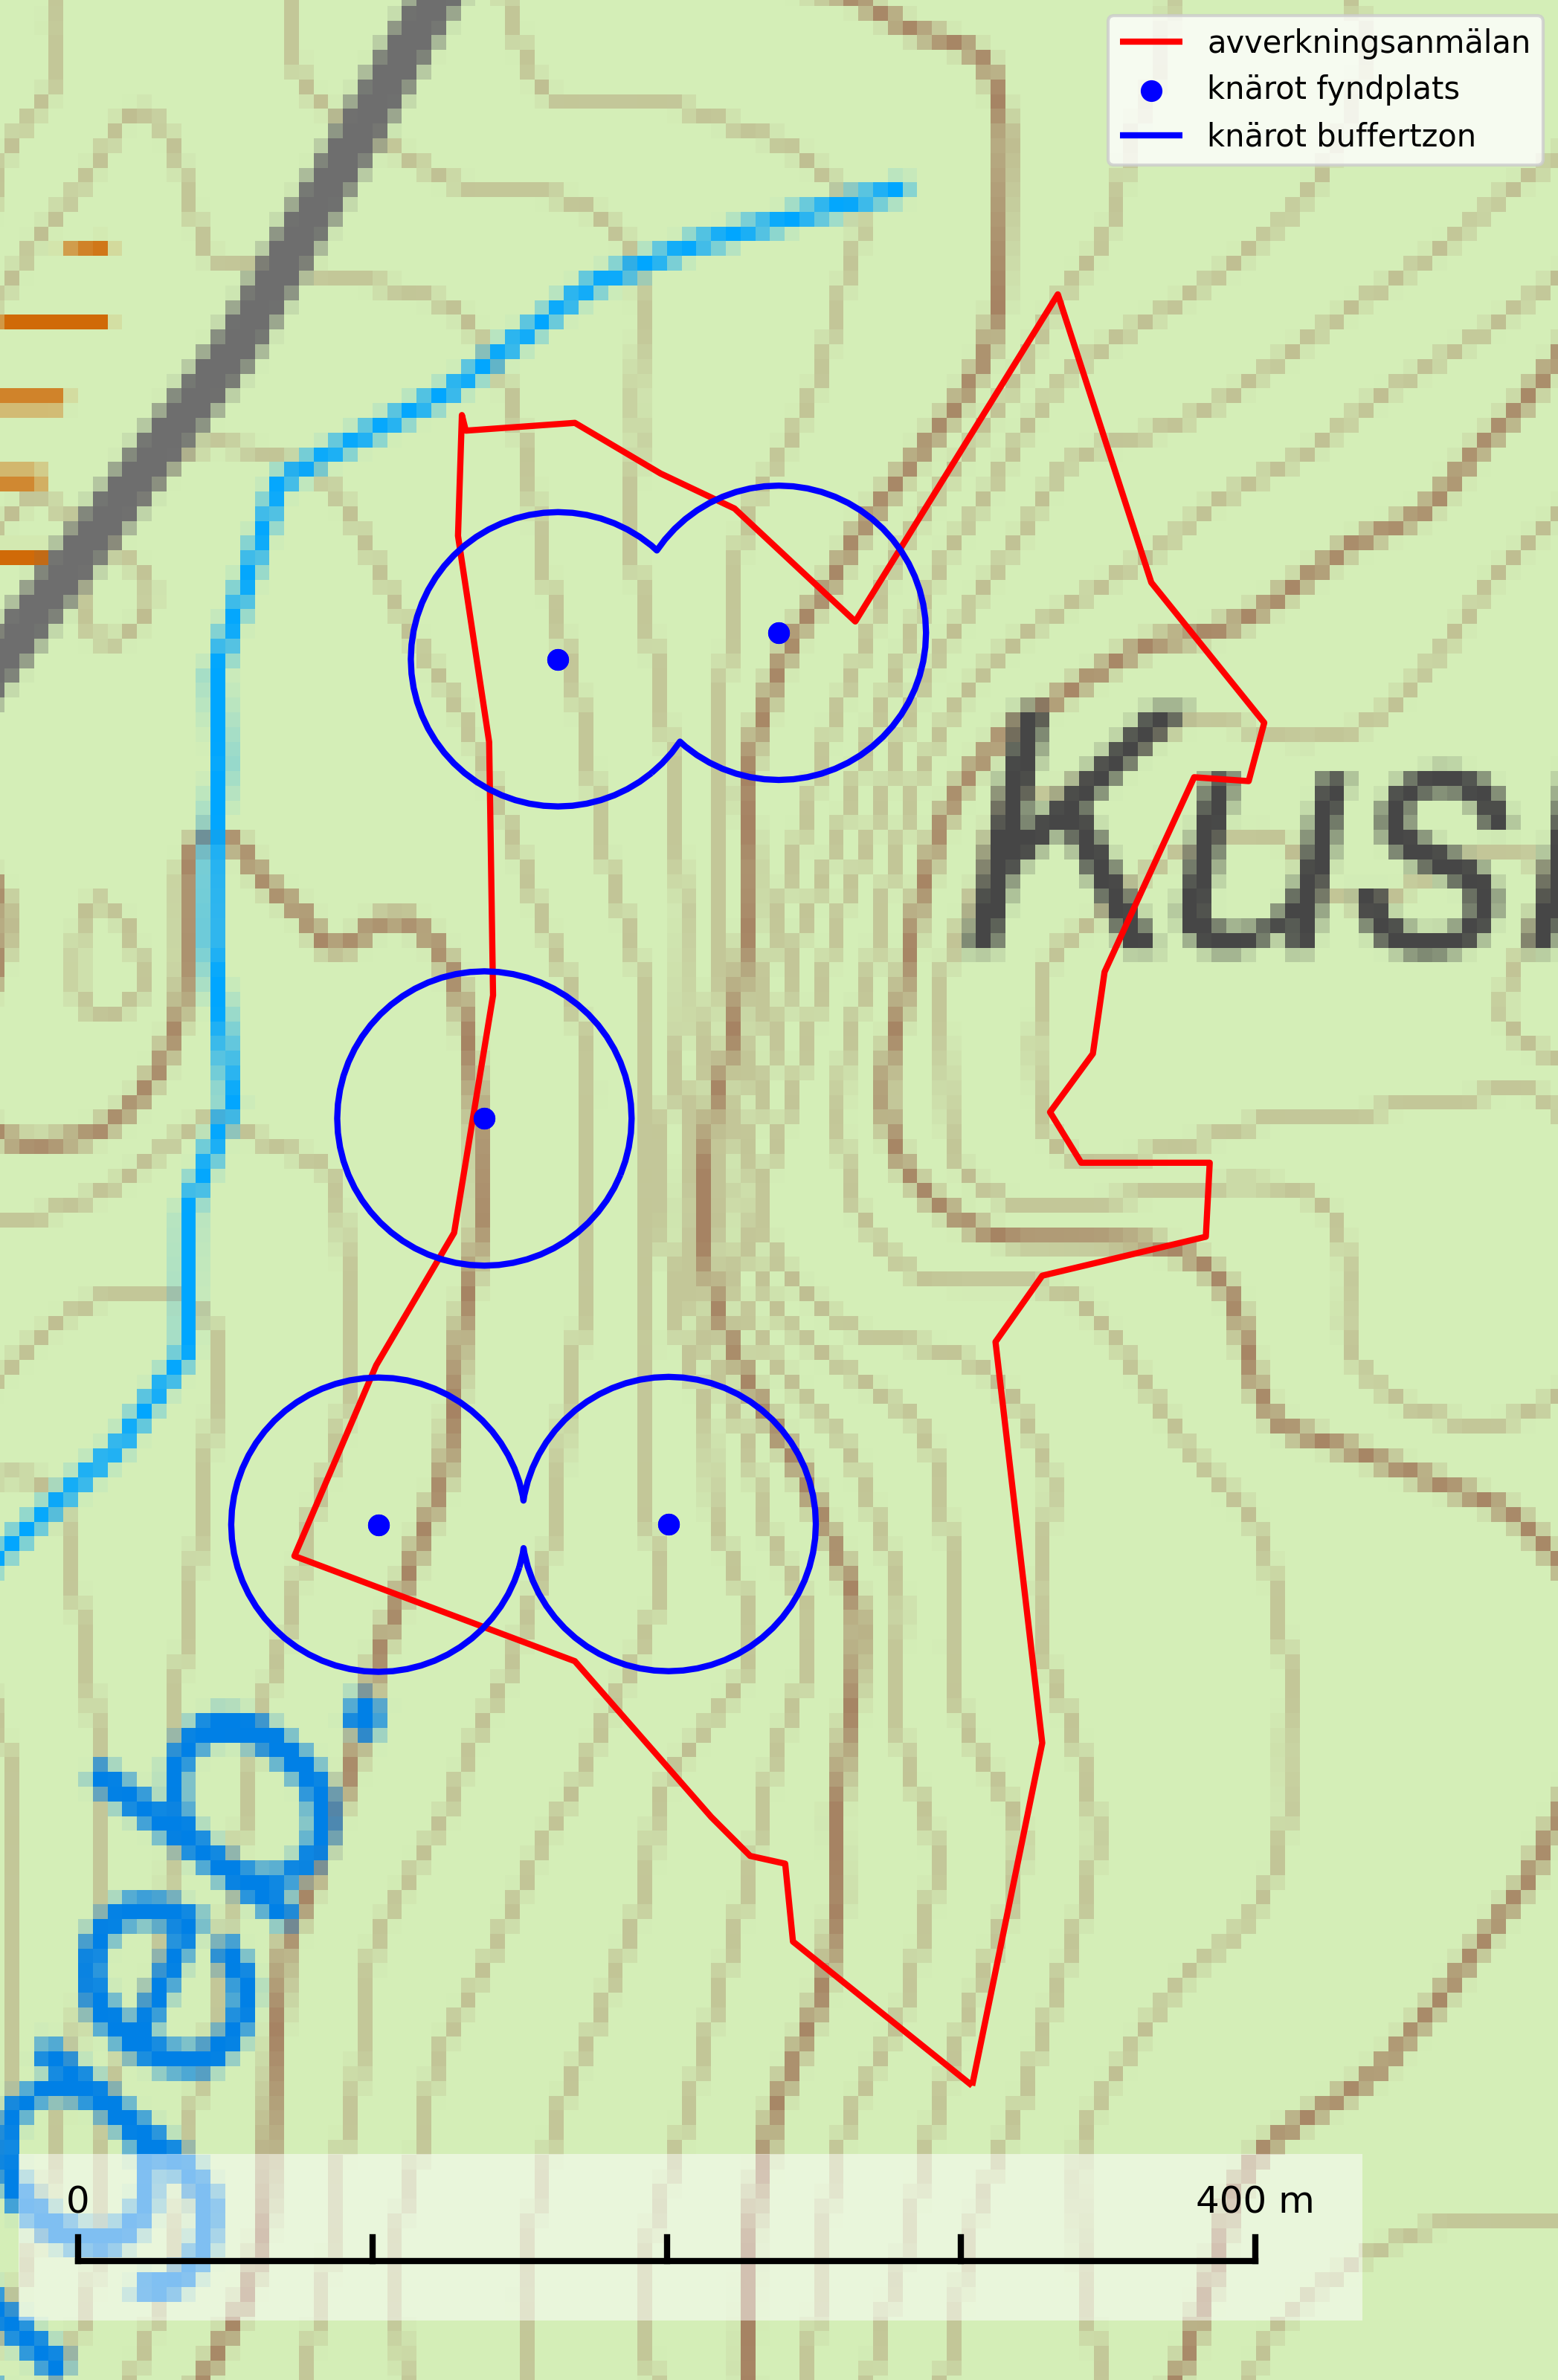 avverkningsanmälan
knärot fyndplats
knärot buffertzon
Kus
0 400 m